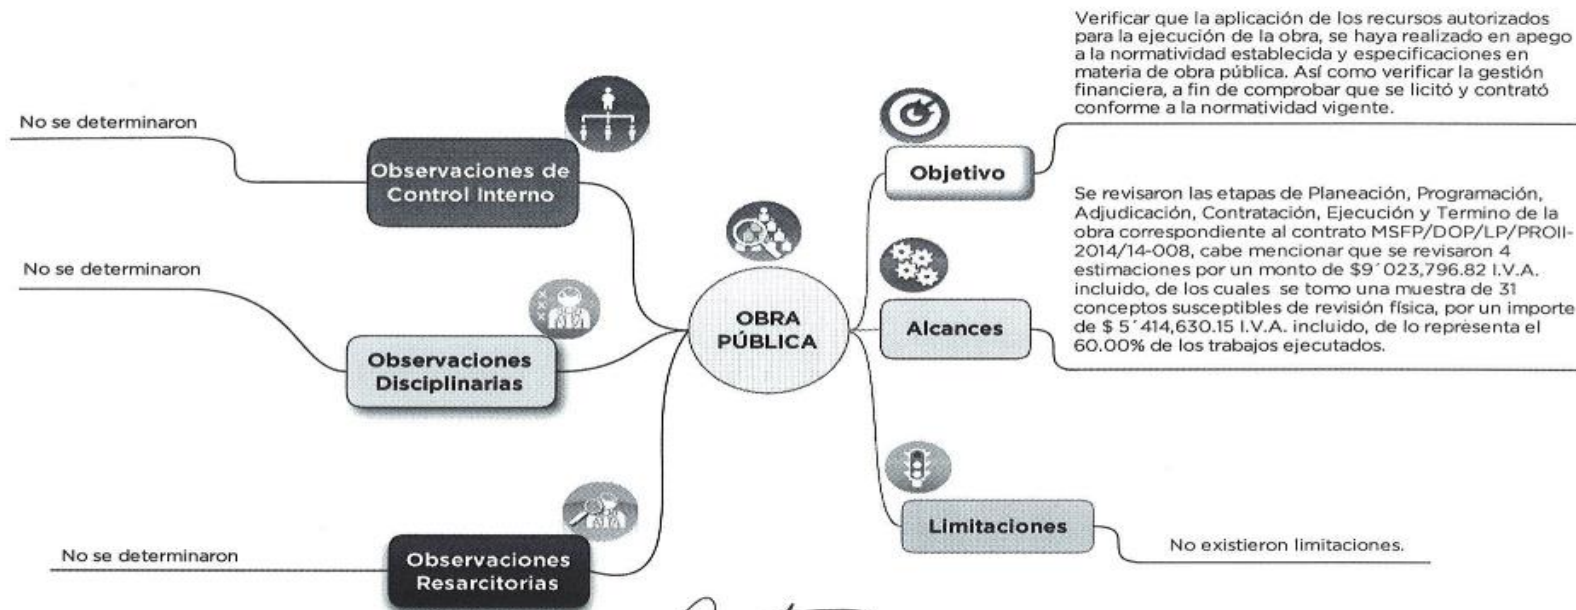 No se determinaron
Observaciones de
Control Interno
No se determinaron
Observaciones
Disciplinarias
No se determinaron
Observaciones
Resarcitorias
OBRA
PÚBLICA
Verificar que la aplicación de los recursos autorizados
para la ejecución de la obra, se haya realizado en apego
a la normatividad establecida y especificaciones en
materia de obra pública. Así como verificar la gestión
financiera, a fin de comprobar que se licitó y contrató
conforme a la normatividad vigente.
Objetivo
Se revisaron las etapas de Planeación, Programación,
Adjudicación, Contratación, Ejecución y Termino de la
obra correspondiente al contrato MSFP/DOP/LP/PROII-
2014/14-008, cabe mencionar que se revisaron 4
estimaciones por un monto de $9´023,796.82 I.V.A.
incluido, de los cuales se tomo una muestra de 31
conceptos susceptibles de revisión física, por un importe
de $ 5´414,630.15 I.V.A. incluido, de lo representa el
60.00% de los trabajos ejecutados.
Alcances
Limitaciones
No existieron limitaciones.